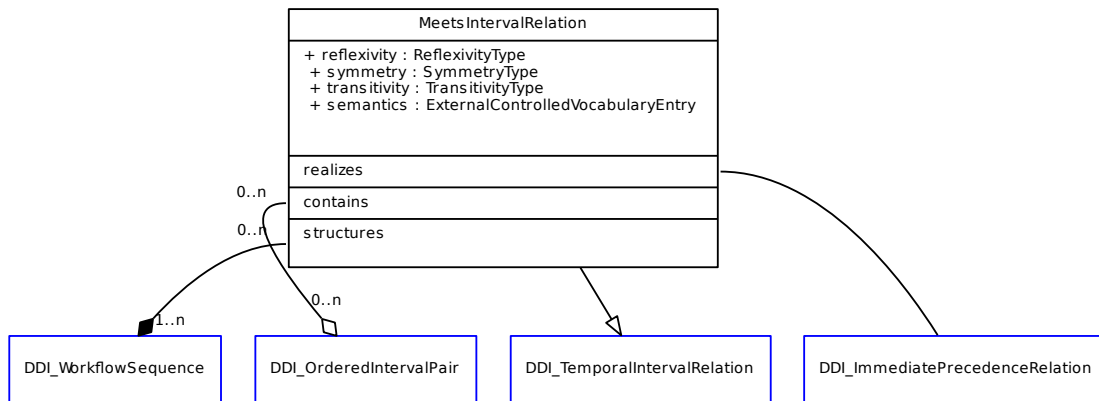 MeetsIntervalRelation
+ reflexivity : ReflexivityType
+ symmetry : SymmetryType
+ transitivity : TransitivityType
+ semantics : ExternalControlledVocabularyEntry
realizes
0..n
contains
0..n
structures
0..n
1..n
DDI_WorkflowSequence
DDI_OrderedIntervalPair
DDI_TemporalIntervalRelation
DDI_ImmediatePrecedenceRelation